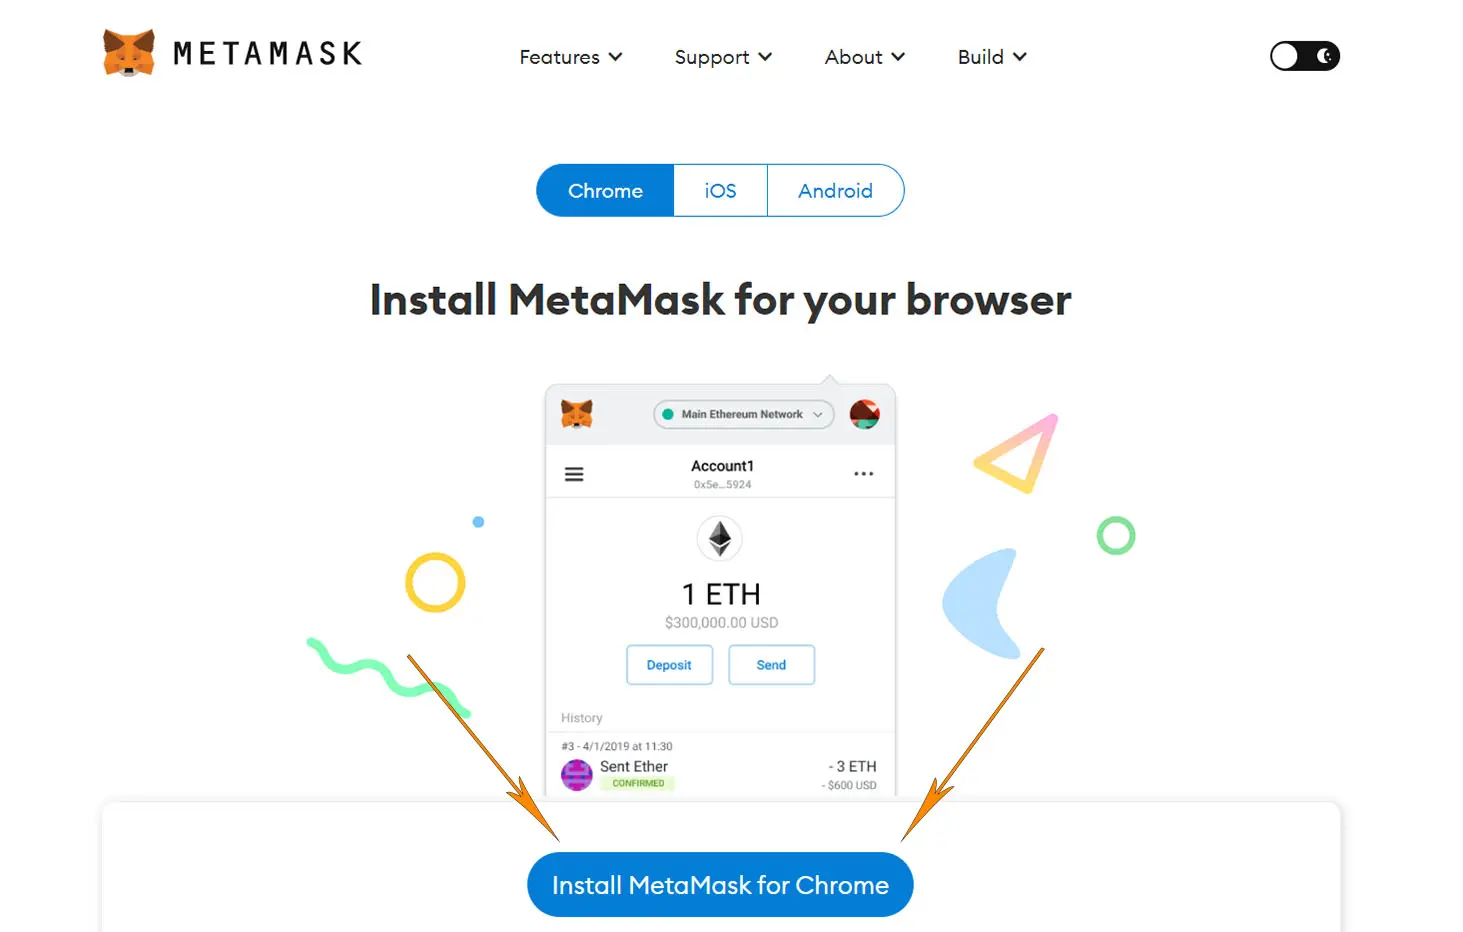 METAMASK
Features
Support
About
Build
Chrome
iOS
Android
Install MetaMask for your browser
Main Ethereum Network
Account1
0x5e...5924
1 ETH
$300,000.00 USD
Deposit
Send
History
#3 - 4/1/2019 at 11:30
Sent Ether
- 3 ETH
CONFIRMED
- $600 USD
Install MetaMask for Chrome